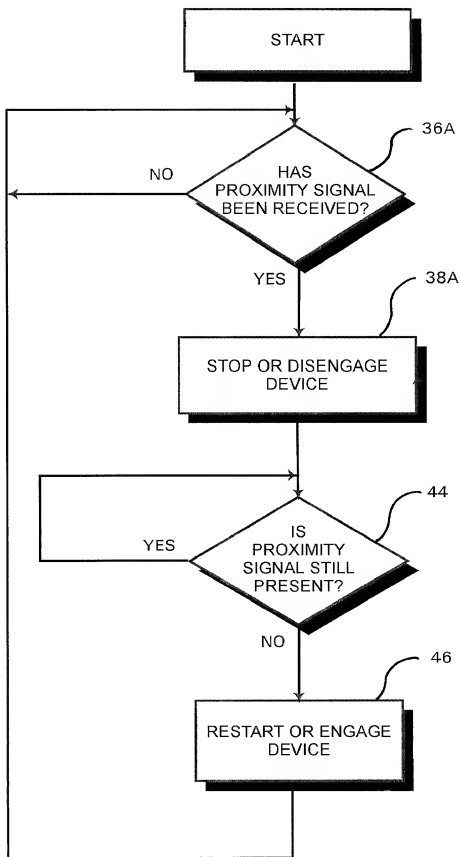 START
36A
HAS
PROXIMITY SIGNAL
BEEN RECEIVED?
NO
YES
38A
STOP OR DISENGAGE
DEVICE
44
IS
PROXIMITY
SIGNAL STILL
PRESENT?
YES
NO
46
RESTART OR ENGAGE
DEVICE